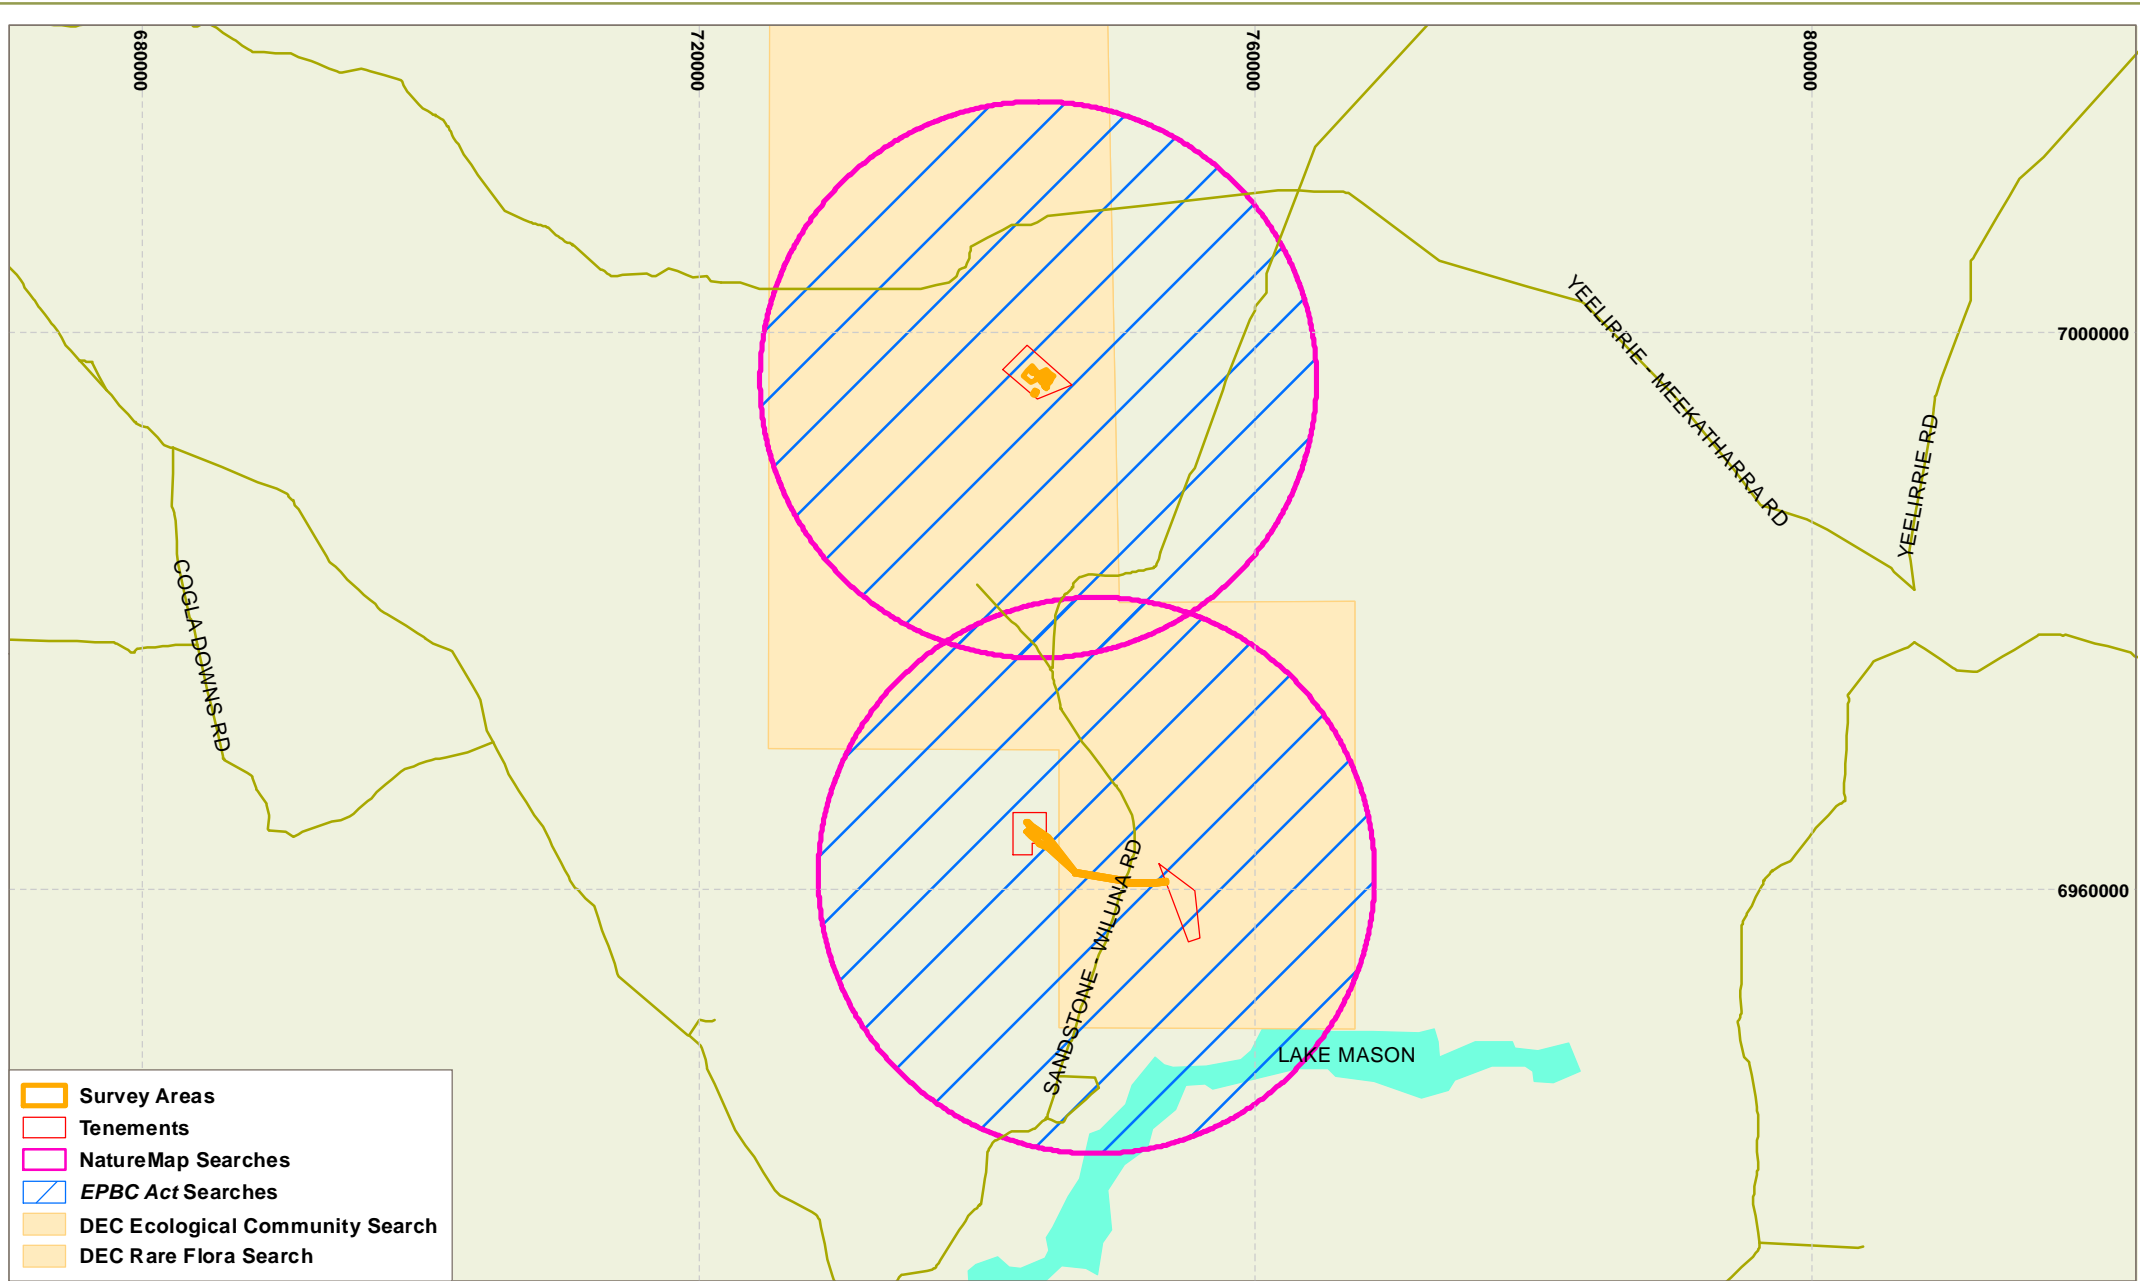 680000
720000
760000
800000
7000000
YEELIRRIE - MEEKATHARRA RD
YEELIRRIE RD
COGLA DOWNS RD
SANDSTONE - WILUNA RD
6960000
LAKE MASON
Survey Areas
Tenements
NatureMap Searches
EPBC Act Searches
DEC Ecological Community Search
DEC Rare Flora Search